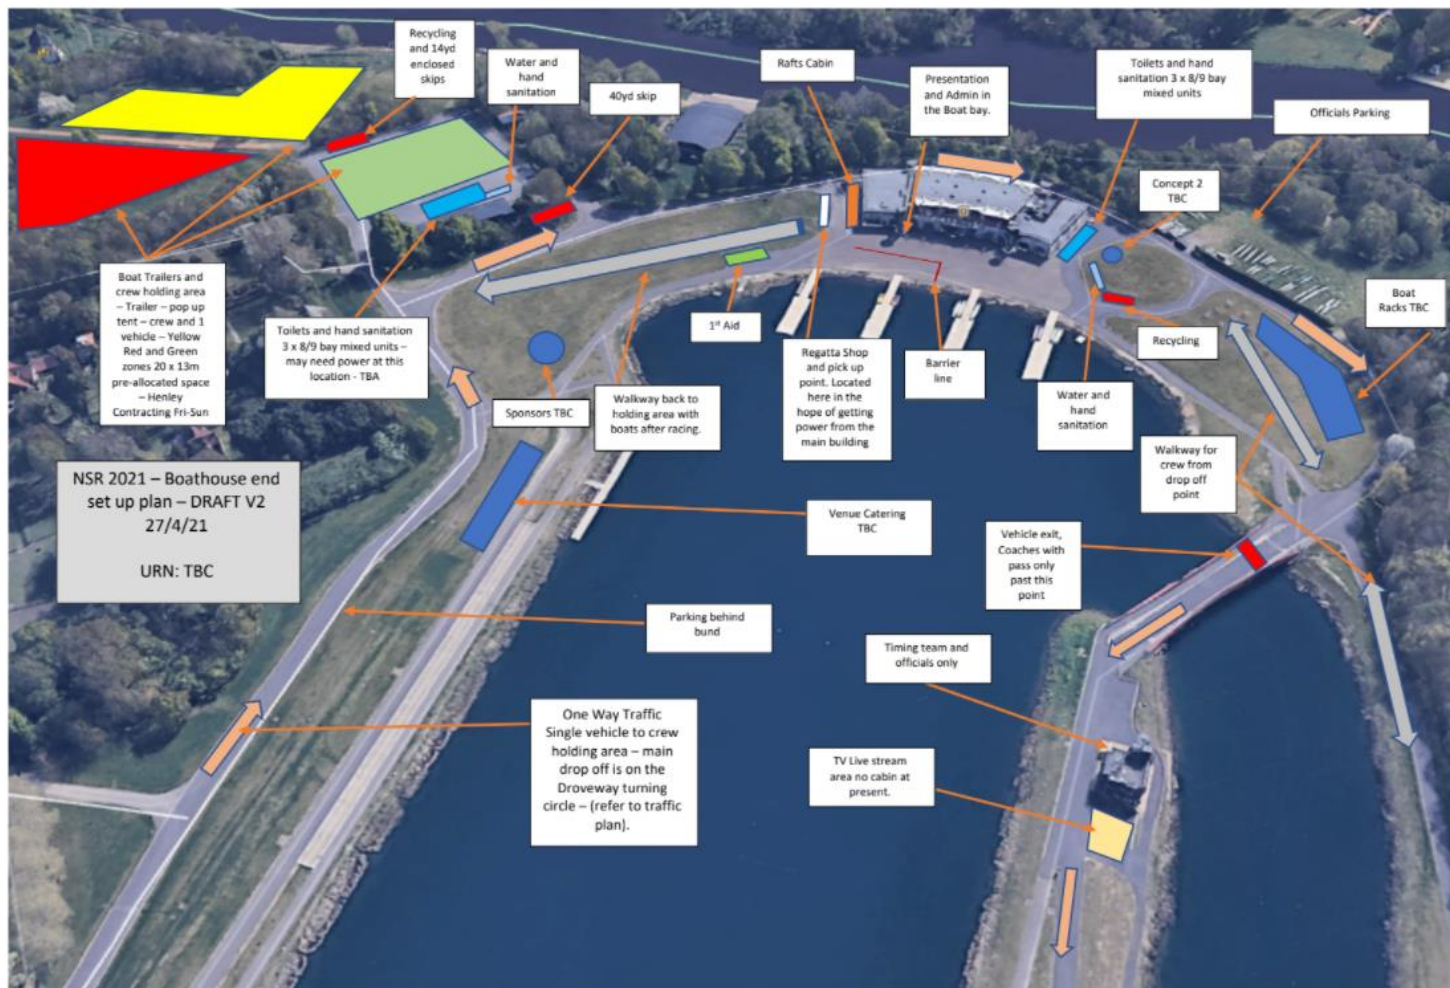 Recycling
and 14yd
enclosed
skips
Water and
hand
sanitation
40yd skip
Rafts Cabin
Presentation
and Admin in
the Boat bay.
Toilets and hand
sanitation 3 x 8/9 bay
mixed units
Officials Parking
Concept 2
TBC
Boat Trailers and
crew holding area
– Trailer – pop up
tent – crew and 1
vehicle – Yellow
Red and Green
zones 20 x 13m
pre-allocated space
– Henley
Contracting Fri-Sun
Toilets and hand sanitation
3 x 8/9 bay mixed units –
may need power at this
location - TBA
Sponsors TBC
Walkway back to
holding area with
boats after racing.
1st Aid
Regatta Shop
and pick up
point. Located
here in the
hope of getting
power from the
main building
Barrier
line
Water and
hand
sanitation
Recycling
Boat
Racks TBC
Walkway for
crew from
drop off
point
NSR 2021 – Boathouse end
set up plan – DRAFT V2
27/4/21
URN: TBC
Venue Catering
TBC
Vehicle exit,
Coaches with
pass only
past this
point
Parking behind
bund
Timing team and
officials only
One Way Traffic
Single vehicle to crew
holding area – main
drop off is on the
Droveway turning
circle – (refer to traffic
plan).
TV Live stream
area no cabin at
present.